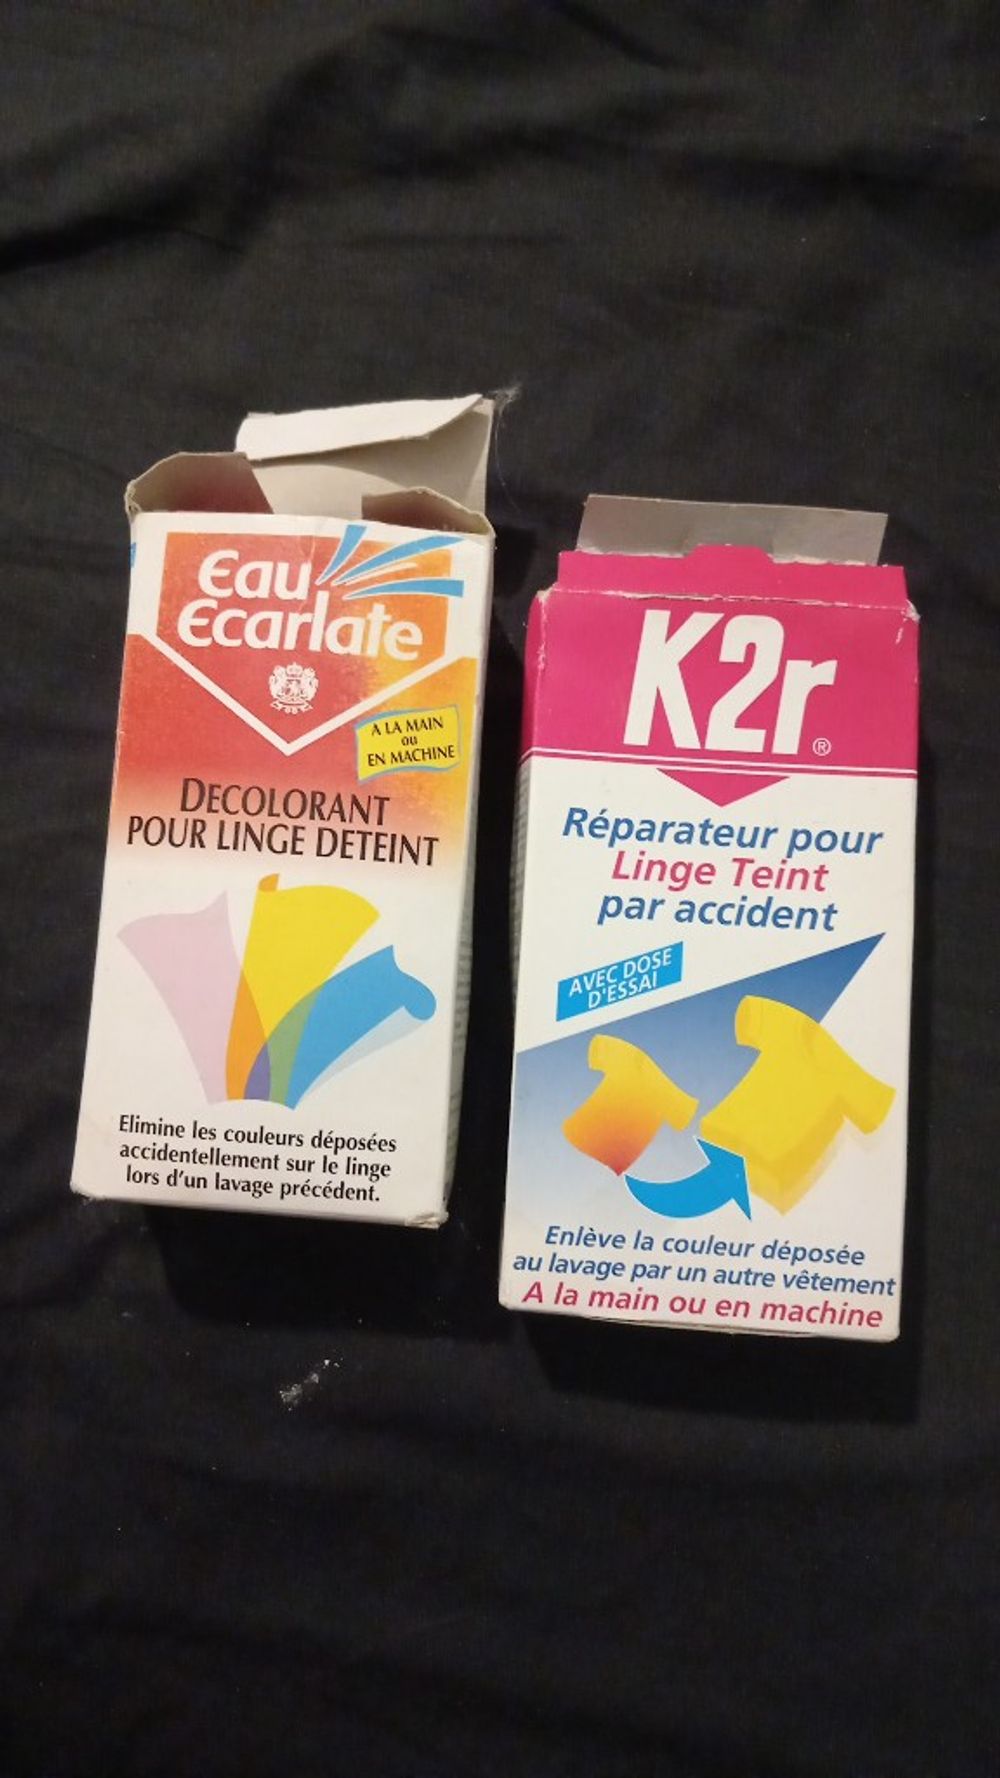 Eau
Ecarlate
A LA MAIN
ou
EN MACHINE
DECOLORANT
POUR LINGE DETEINT
Elimine les couleurs déposées
accidentellement sur le linge
lors d'un lavage précédent.
K2r®
Réparateur pour
Linge Teint
par accident
AVEC DOSE
D'ESSAI
Enlève la couleur déposée
au lavage par un autre vêtement
A la main ou en machine